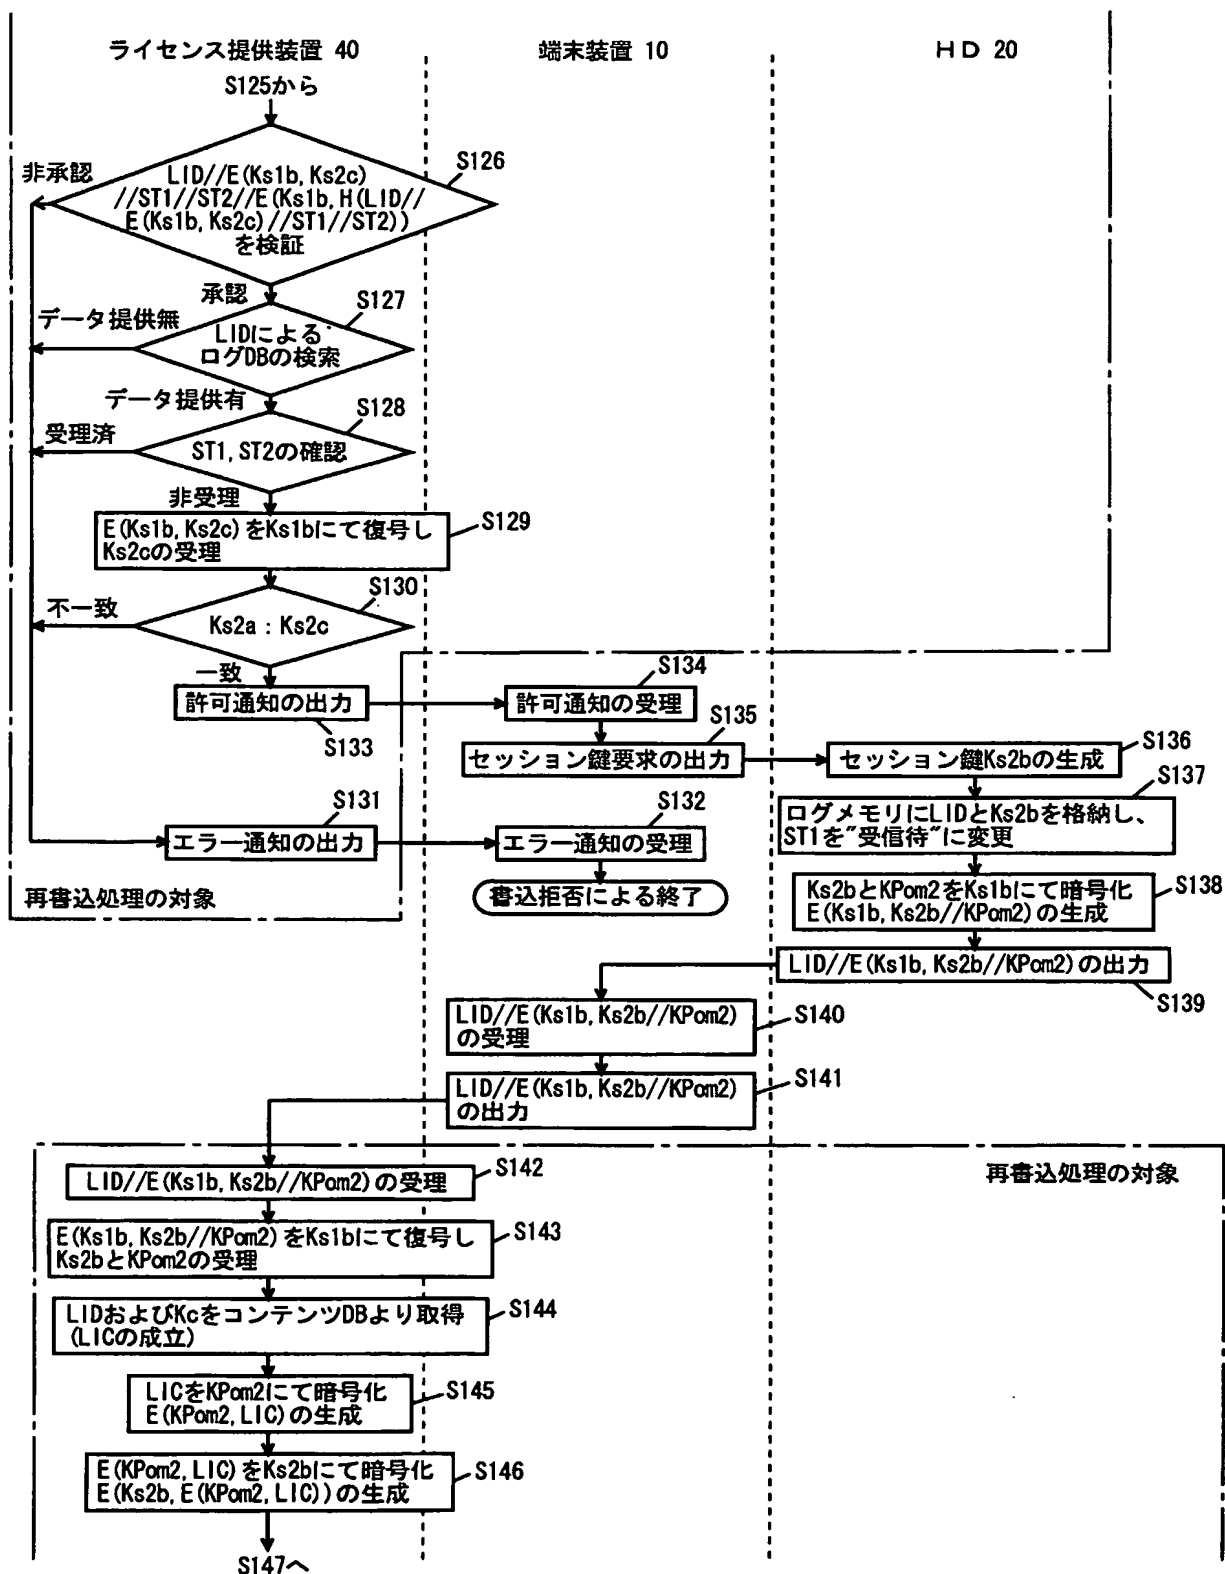 ライセンス提供装置 40
端末装置 10
HD 20
S125から
非承認
S126
LID//E(Ks1b, Ks2c)
//ST1//ST2//E(Ks1b, H(LID//
E(Ks1b, Ks2c)//ST1//ST2))
を検証
承認
S127
データ提供無
LIDによる
ログDBの検索
データ提供有
S128
受理済
ST1, ST2の確認
非受理
E(Ks1b, Ks2c)をKs1bにて復号し
Ks2cの受理
S129
S130
不一致
Ks2a : Ks2c
一致
S134
許可通知の出力
許可通知の受理
S133
S135
セッション鍵要求の出力
セッション鍵Ks2bの生成
S136
S137
S131
S132
ログメモリにLIDとKs2bを格納し、
ST1を"受信待"に変更
エラー通知の出力
エラー通知の受理
書込拒否による終了
再書込処理の対象
Ks2bとKPom2をKs1bにて暗号化
E(Ks1b, Ks2b//KPom2)の生成
S138
LID//E(Ks1b, Ks2b//KPom2)の出力
S139
LID//E(Ks1b, Ks2b//KPom2)
の受理
S140
LID//E(Ks1b, Ks2b//KPom2)
の出力
S141
再書込処理の対象
LID//E(Ks1b, Ks2b//KPom2)の受理
S142
E(Ks1b, Ks2b//KPom2)をKs1bにて復号し
Ks2bとKPom2の受理
S143
LIDおよびKcをコンテンツDBより取得
(LICの成立)
S144
LICをKPom2にて暗号化
E(KPom2, LIC)の生成
S145
E(KPom2, LIC)をKs2bにて暗号化
E(Ks2b, E(KPom2, LIC))の生成
S146
S147へ